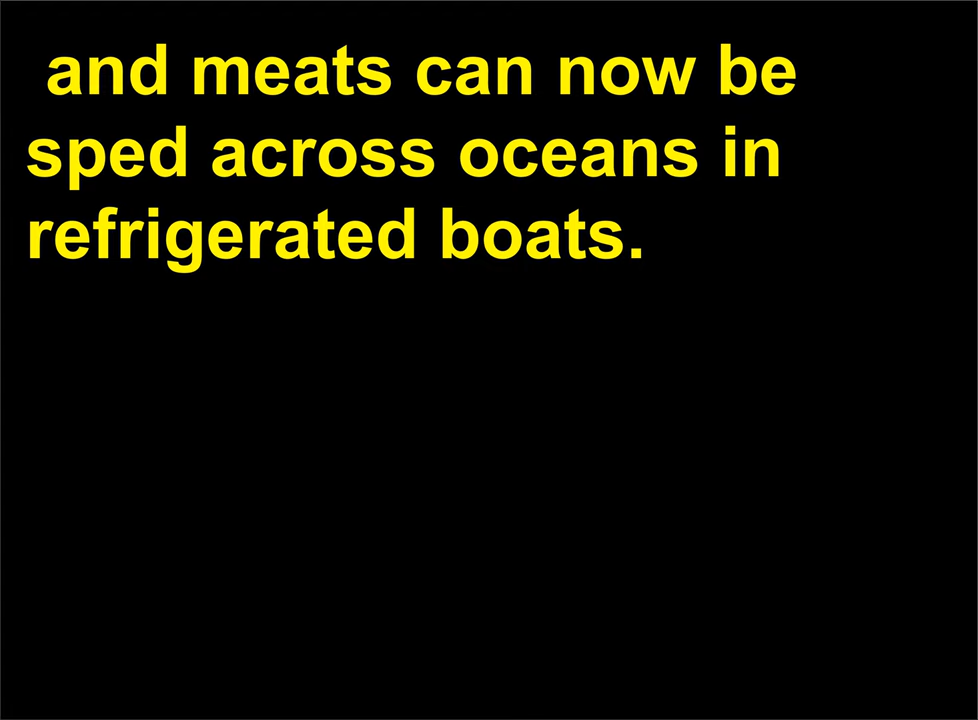 and meats can now be
sped across oceans in
refrigerated boats.